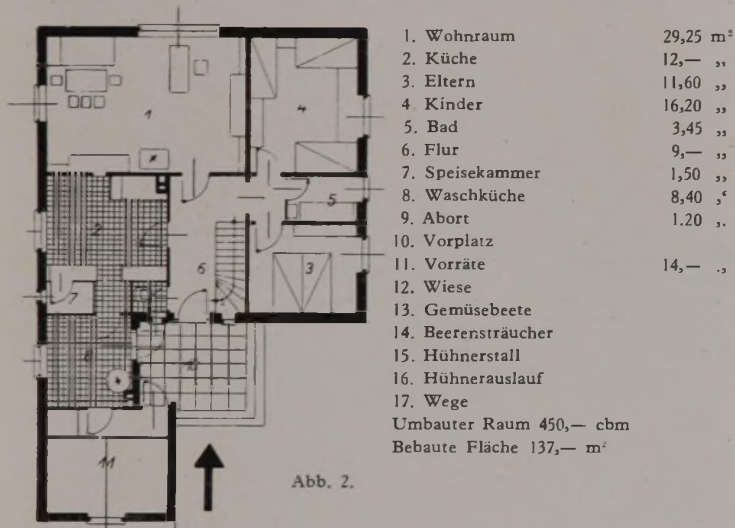 1. Wohnraum 29,25 m²
2. Küche 12,— „
3. Eltern 11,60 „
4. Kinder 16,20 „
5. Bad 3,45 „
6. Flur 9,— „
7. Speisekammer 1,50 „
8. Waschküche 8,40 „
9. Abort 1.20 „
10. Vorplatz
11. Vorräte 14,— „
12. Wiese
13. Gemüsebeete
14. Beerensträucher
15. Hühnerstall
16. Hühnerauslauf
17. Wege
Umbauter Raum 450,— cbm
Bebaute Fläche 137,— m²
Abb. 2.
1
4
2
5
6
3
7
8
10
11